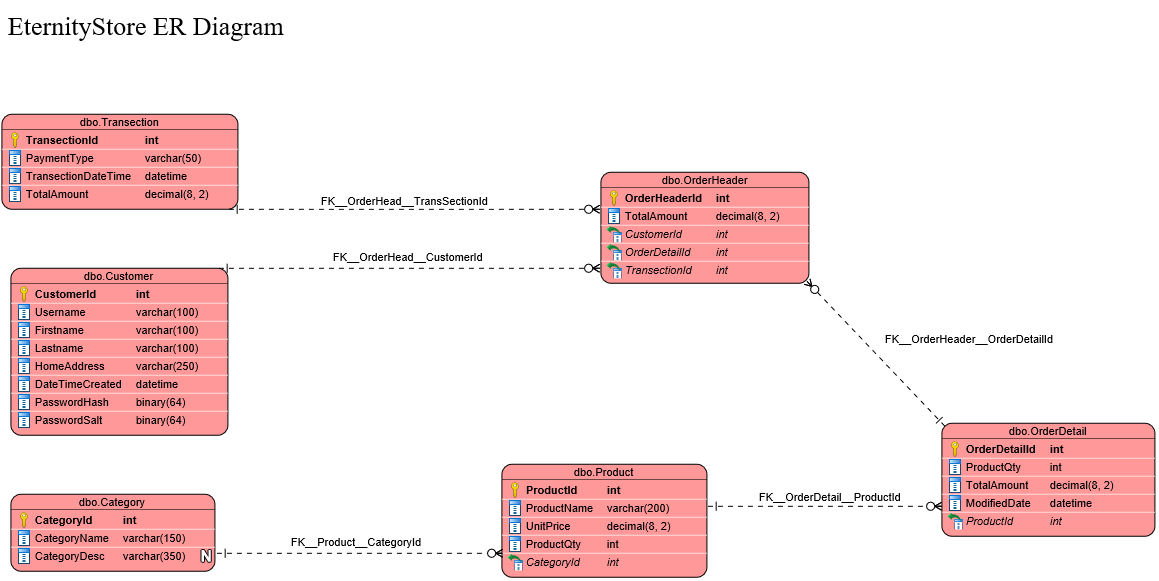 EternityStore ER Diagram
dbo.Transection
TransectionId int
PaymentType varchar(50)
TransectionDateTime datetime
TotalAmount decimal(8, 2)
FK__OrderHead__TransSectionId
dbo.OrderHeader
OrderHeaderId int
TotalAmount decimal(8, 2)
CustomerId int
OrderDetailId int
TransectionId int
FK__OrderHead__CustomerId
dbo.Customer
CustomerId int
Username varchar(100)
Firstname varchar(100)
Lastname varchar(100)
HomeAddress varchar(250)
DateTimeCreated datetime
PasswordHash binary(64)
PasswordSalt binary(64)
FK__OrderHeader__OrderDetailId
dbo.OrderDetail
OrderDetailId int
ProductQty int
TotalAmount decimal(8, 2)
ModifiedDate datetime
ProductId int
FK__OrderDetail__ProductId
dbo.Product
ProductId int
ProductName varchar(200)
UnitPrice decimal(8, 2)
ProductQty int
CategoryId int
FK__Product__CategoryId
dbo.Category
CategoryId int
CategoryName varchar(150)
CategoryDesc varchar(350) N